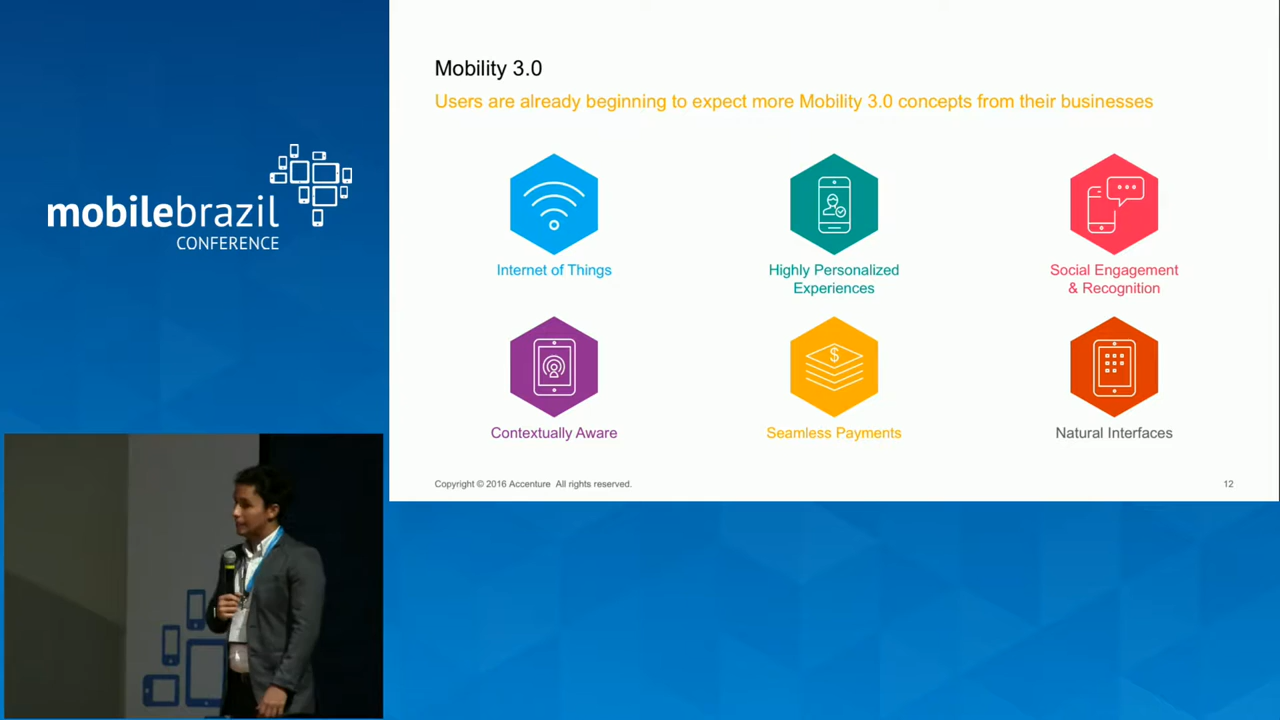 mobilebrazil
CONFERENCE
Mobility 3.0
Users are already beginning to expect more Mobility 3.0 concepts from their businesses
Internet of Things
Highly Personalized
Experiences
Social Engagement
& Recognition
$
Contextually Aware
Seamless Payments
Natural Interfaces
Copyright © 2016 Accenture All rights reserved.
12